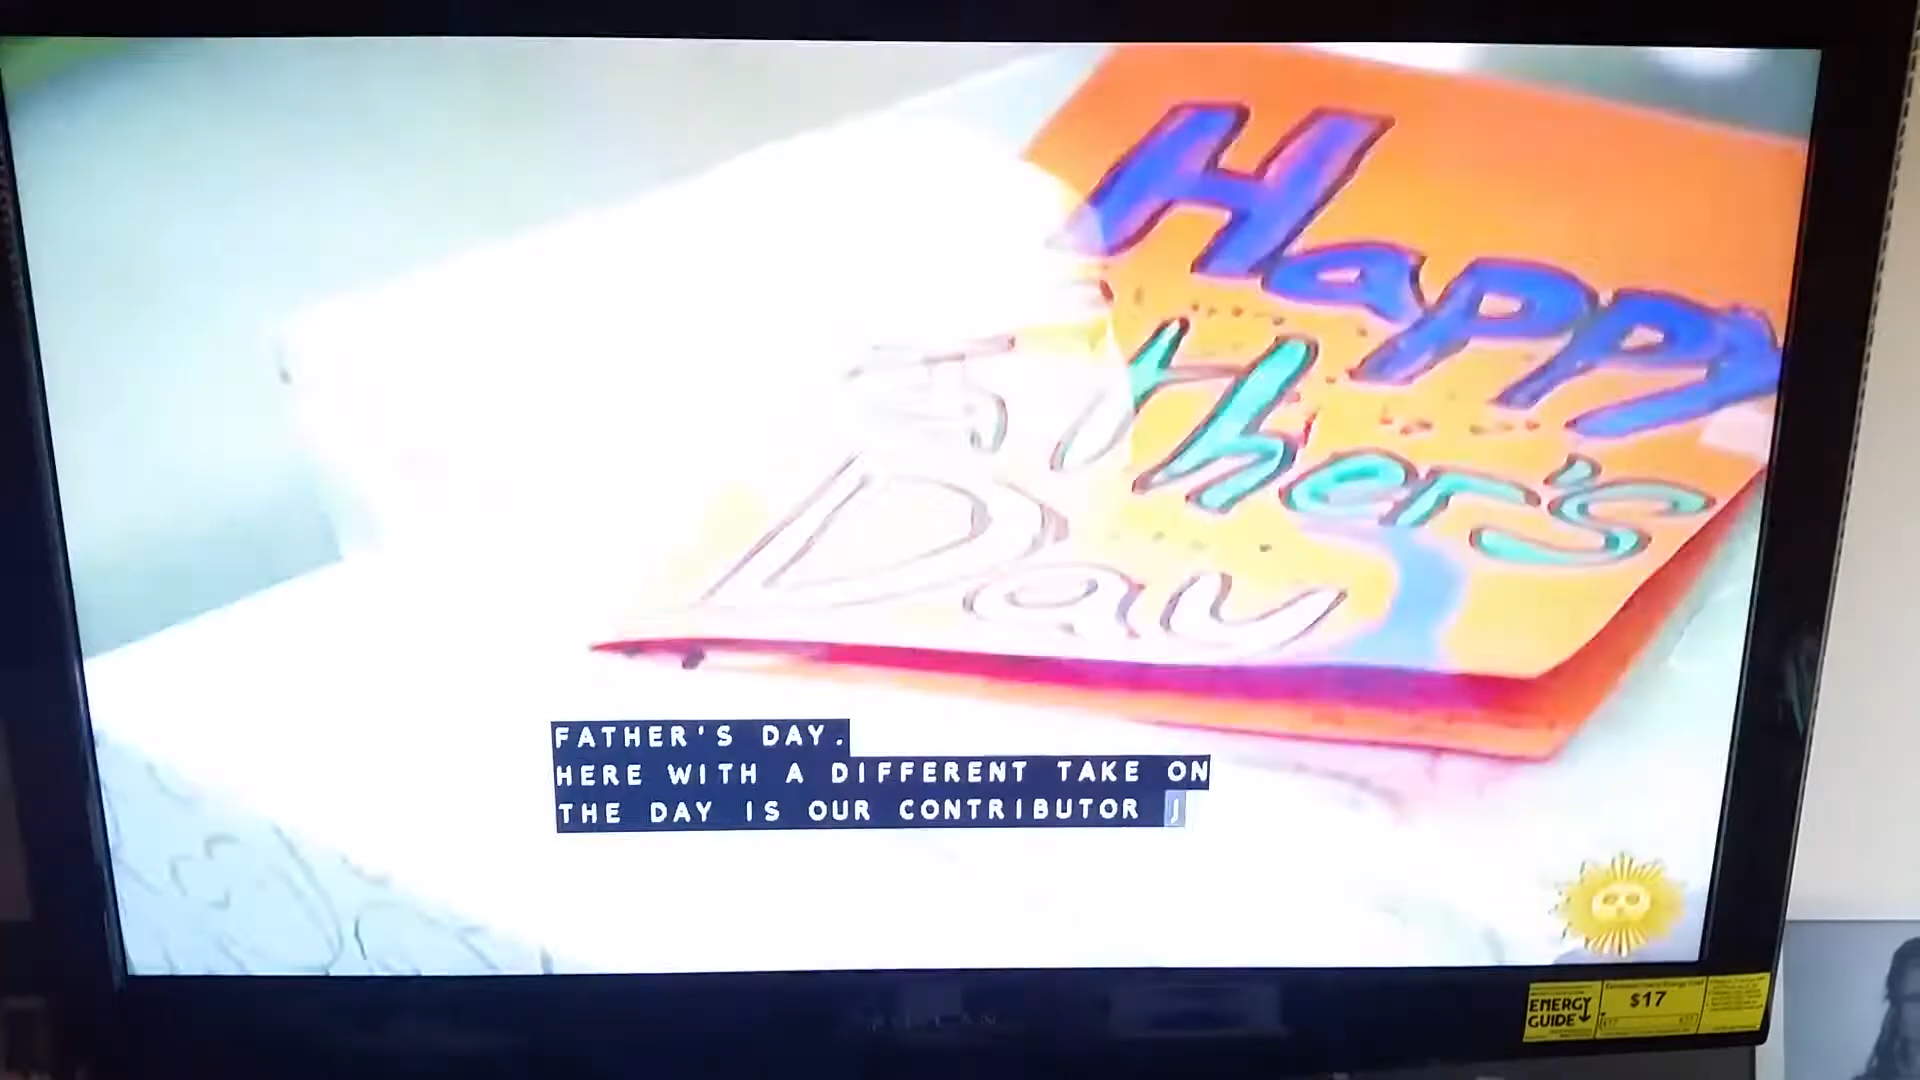 Happy
Father's
Day
FATHER'S DAY.
HERE WITH A DIFFERENT TAKE ON
THE DAY IS OUR CONTRIBUTOR J
ENERGY
GUIDE
$17